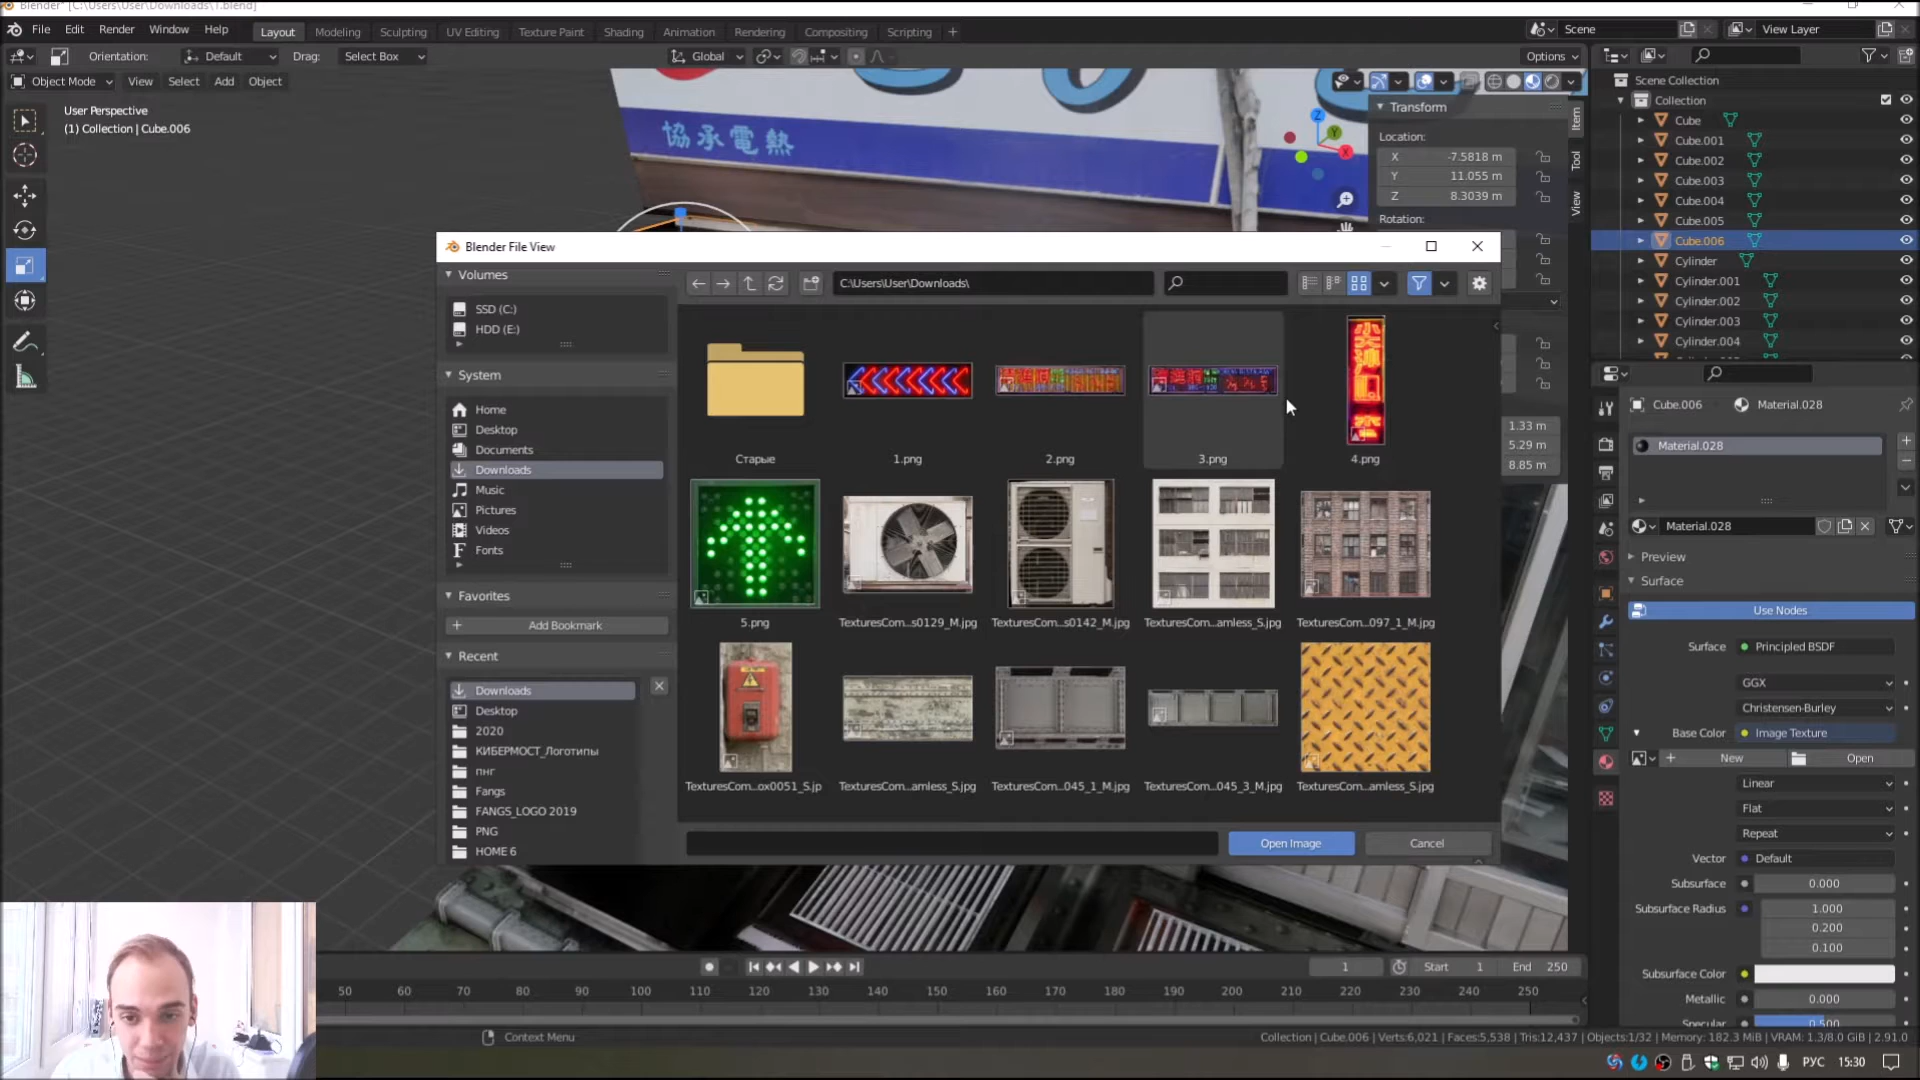 Blender* [C:\Users\User\Downloads\1.blend]
File Edit Render Window Help
Layout Modeling Sculpting UV Editing Texture Paint Shading Animation Rendering Compositing Scripting +
Scene
View Layer
Orientation: Default Drag: Select Box
Global
Options
Object Mode View Select Add Object
User Perspective
(1) Collection | Cube.006
協承電熱
Z
Y
X
Transform
Location:
X -7.5818 m
Y 11.055 m
Z 8.3039 m
Rotation:
Item
Tool
View
1.33 m
5.29 m
8.85 m
Scene Collection
Collection
Cube
Cube.001
Cube.002
Cube.003
Cube.004
Cube.005
Cube.006
Cylinder
Cylinder.001
Cylinder.002
Cylinder.003
Cylinder.004
Blender File View
Volumes
SSD (C:)
HDD (E:)
System
Home
Desktop
Documents
Downloads
Music
Pictures
Videos
Fonts
Favorites
Add Bookmark
Recent
Downloads
Desktop
2020
КИБЕРМОСТ_Логотипы
пнг
Fangs
FANGS_LOGO 2019
PNG
HOME 6
C:\Users\User\Downloads\
Старые 1.png 2.png 3.png 4.png
5.png TexturesCom...s0129_M.jpg TexturesCom...s0142_M.jpg TexturesCom...amless_S.jpg TexturesCom...097_1_M.jpg
TexturesCom...ox0051_S.jp TexturesCom...amless_S.jpg TexturesCom...045_1_M.jpg TexturesCom...045_3_M.jpg TexturesCom...amless_S.jpg
Open Image Cancel
Cube.006 Material.028
Material.028
Material.028
Preview
Surface
Use Nodes
Surface Principled BSDF
GGX
Christensen-Burley
Base Color Image Texture
New Open
Linear
Flat
Repeat
Vector Default
Subsurface 0.000
Subsurface Radius 1.000
0.200
0.100
Subsurface Color
Metallic 0.000
Specular 0.500
1 Start 1 End 250
50 60 70 80 90 100 110 120 130 140 150 160 170 180 190 200 210 220 230 240 250
Context Menu
Collection | Cube.006 | Verts:6,021 | Faces:5,538 | Tris:12,437 | Objects:1/32 | Memory: 182.3 MiB | VRAM: 1.3/8.0 GiB | 2.91.0
РУС 15:30